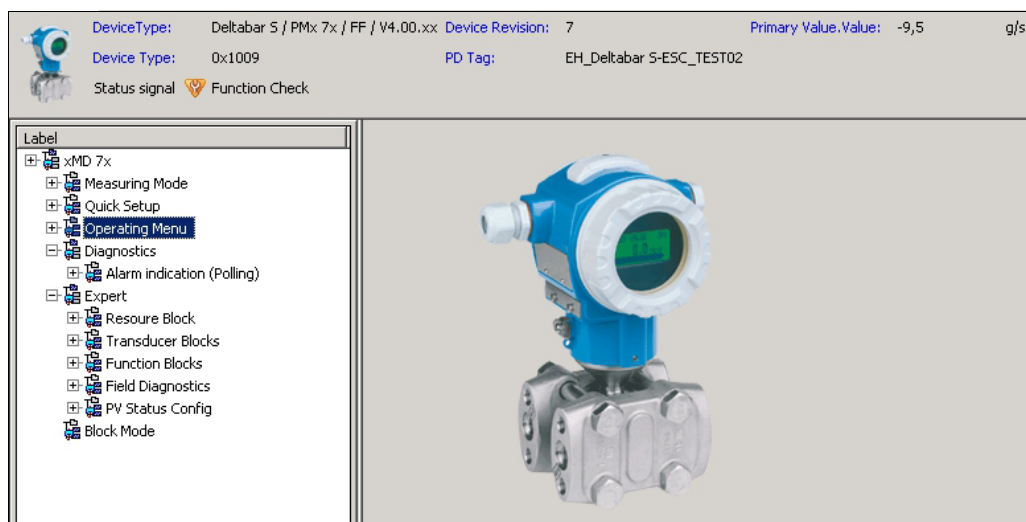 DeviceType: Deltabar S / PMx 7x / FF / V4.00.xx Device Revision: 7 Primary Value.Value: -9,5 g/s
Device Type: 0x1009 PD Tag: EH_Deltabar S-ESC_TEST02
Status signal Function Check
Label
xMD 7x
Measuring Mode
Quick Setup
Operating Menu
Diagnostics
Alarm indication (Polling)
Expert
Resoure Block
Transducer Blocks
Function Blocks
Field Diagnostics
PV Status Config
Block Mode